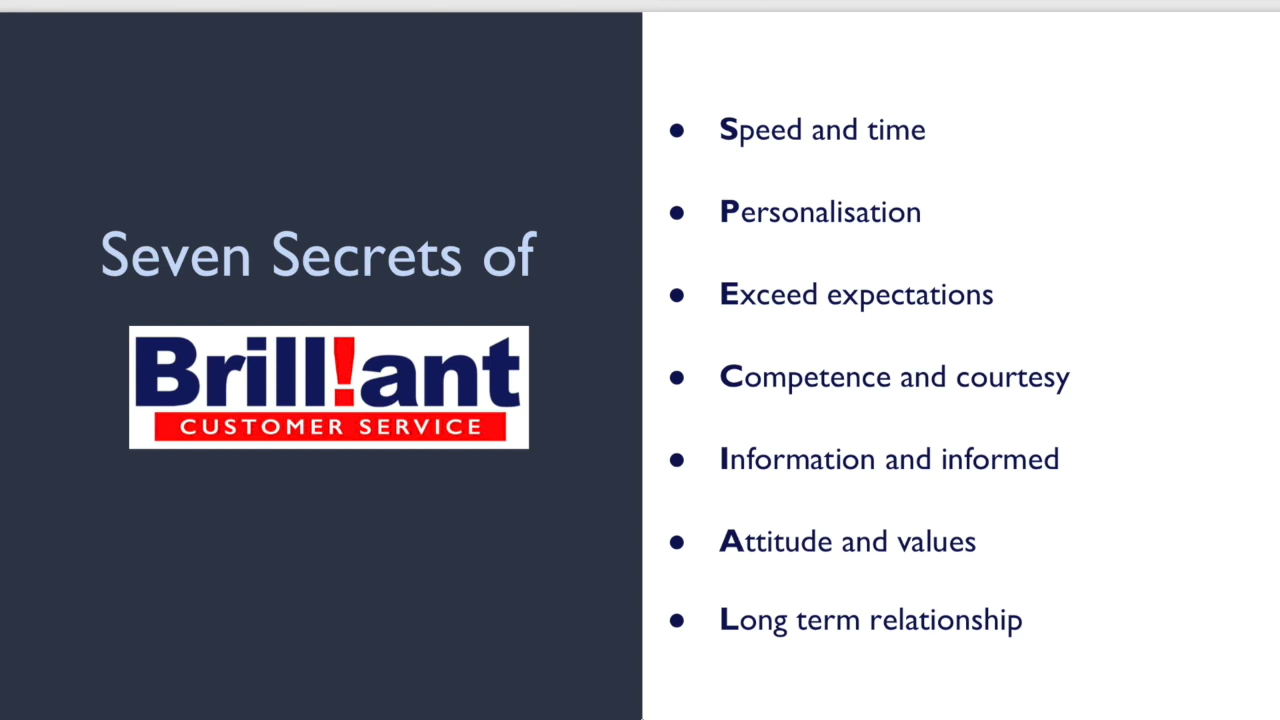 Seven Secrets of
Brill!ant
CUSTOMER SERVICE
● Speed and time
● Personalisation
● Exceed expectations
● Competence and courtesy
● Information and informed
● Attitude and values
● Long term relationship